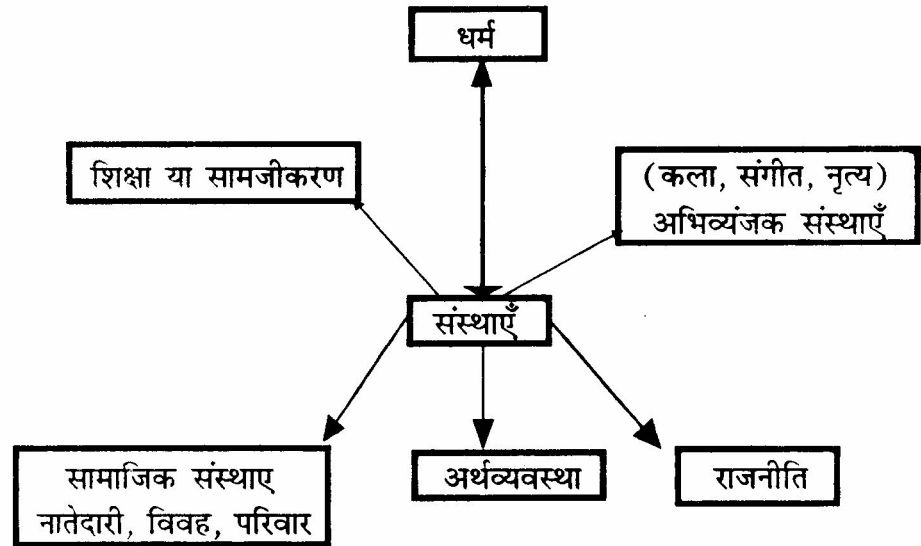 धर्म
शिक्षा या सामजीकरण
(कला, संगीत, नृत्य)
अभिव्यंजक संस्थाएँ
संस्थाएँ
सामाजिक संस्थाए
नातेदारी, विवह, परिवार
अर्थव्यवस्था
राजनीति